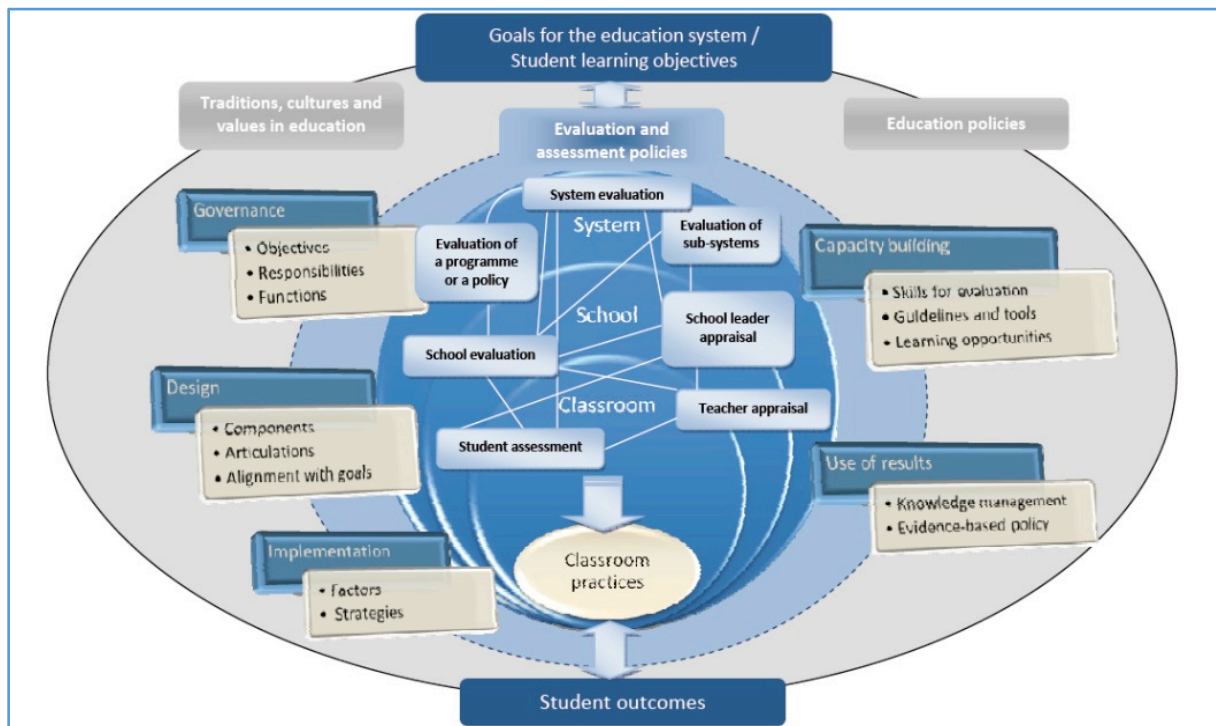 Goals for the education system /
Student learning objectives
Traditions, cultures and
values in education
Education policies
Evaluation and
assessment policies
System evaluation
System
Evaluation of
sub-systems
Evaluation of
a programme
or a policy
School
School leader
appraisal
School evaluation
Classroom
Teacher appraisal
Student assessment
Classroom
practices
Governance
• Objectives
• Responsibilities
• Functions
Design
• Components
• Articulations
• Alignment with goals
Implementation
• Factors
• Strategies
Capacity building
• Skills for evaluation
• Guidelines and tools
• Learning opportunities
Use of results
• Knowledge management
• Evidence-based policy
Student outcomes